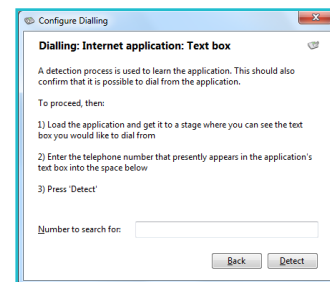 Configure Dialling
Dialling: Internet application: Text box
A detection process is used to learn the application. This should also
confirm that it is possible to dial from the application.
To proceed, then:
1) Load the application and get it to a stage where you can see the text
box you would like to dial from
2) Enter the telephone number that presently appears in the application's
text box into the space below
3) Press 'Detect'
Number to search for:
Back Detect